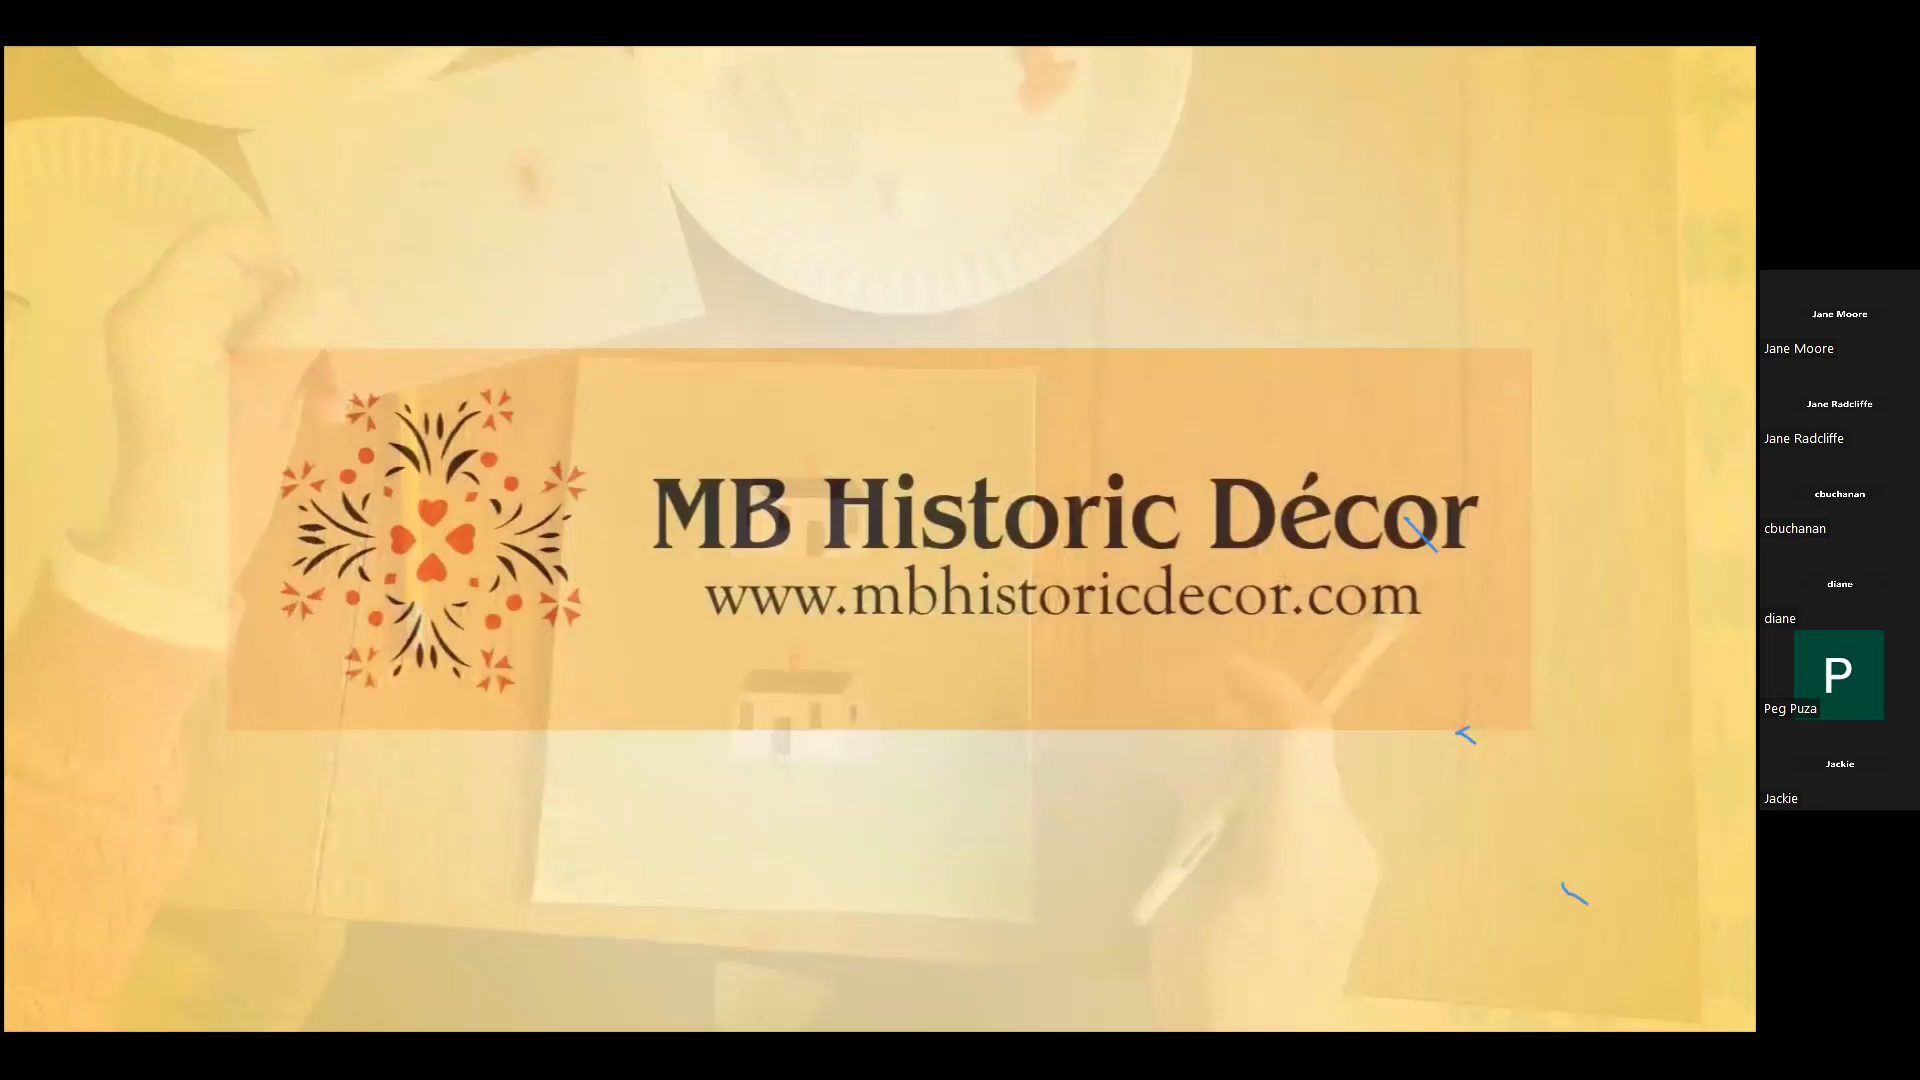 MB Historic Décor
www.mbhistoricdecor.com
Jane Moore
Jane Moore
Jane Radcliffe
Jane Radcliffe
cbuchanan
cbuchanan
diane
diane
P
Peg Puza
Jackie
Jackie